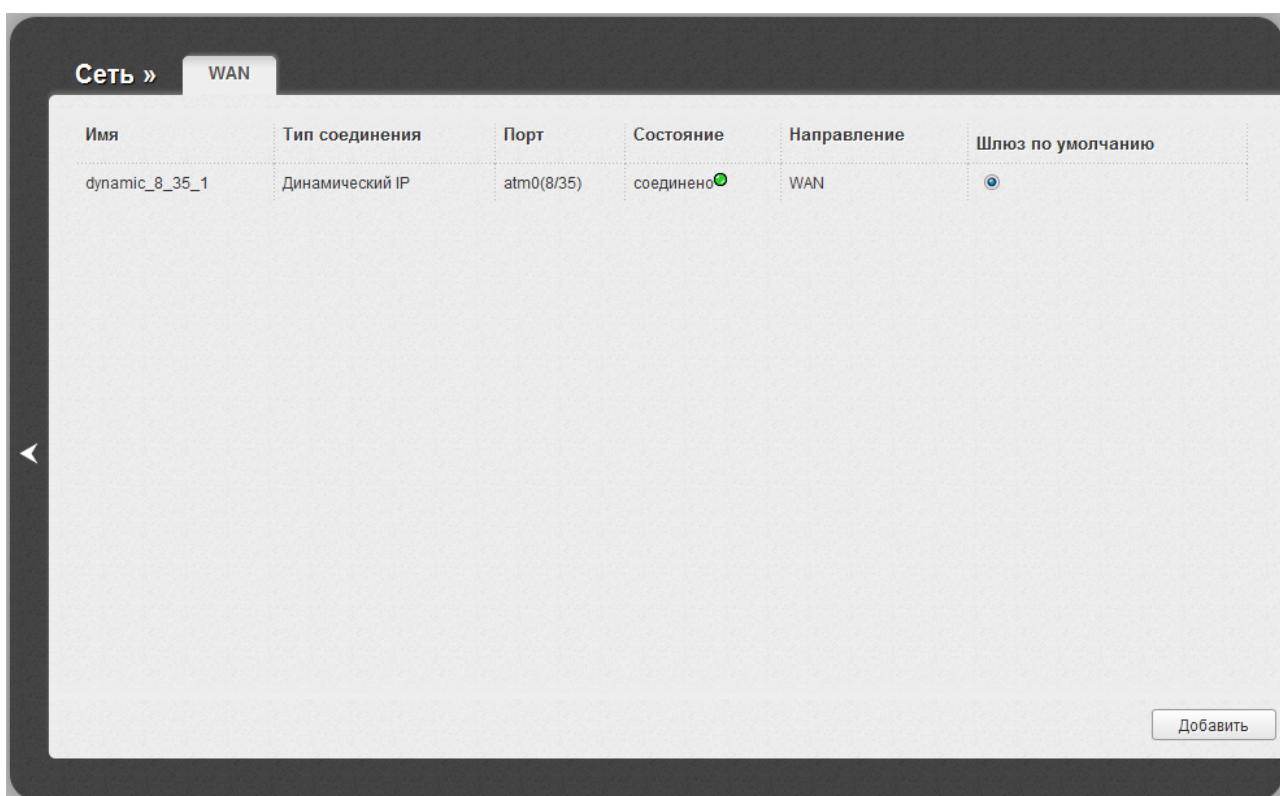 Сеть » WAN
Имя Тип соединения Порт Состояние Направление Шлюз по умолчанию
dynamic_8_35_1 Динамический IP atm0(8/35) соединено WAN
Добавить